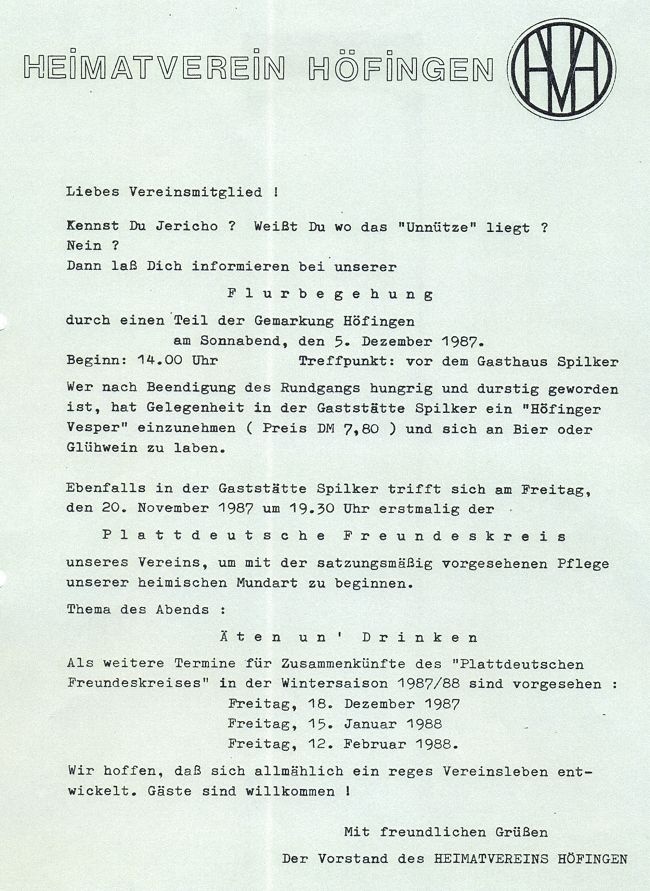 HEIMATVEREIN HÖFINGEN
HVH
Liebes Vereinsmitglied !
Kennst Du Jericho ? Weißt Du wo das "Unnütze" liegt ?
Nein ?
Dann laß Dich informieren bei unserer
F l u r b e g e h u n g
durch einen Teil der Gemarkung Höfingen
am Sonnabend, den 5. Dezember 1987.
Beginn: 14.00 Uhr Treffpunkt: vor dem Gasthaus Spilker
Wer nach Beendigung des Rundgangs hungrig und durstig geworden
ist, hat Gelegenheit in der Gaststätte Spilker ein "Höfinger
Vesper" einzunehmen ( Preis DM 7,80 ) und sich an Bier oder
Glühwein zu laben.
Ebenfalls in der Gaststätte Spilker trifft sich am Freitag,
den 20. November 1987 um 19.30 Uhr erstmalig der
P l a t t d e u t s c h e F r e u n d e s k r e i s
unseres Vereins, um mit der satzungsmäßig vorgesehenen Pflege
unserer heimischen Mundart zu beginnen.
Thema des Abends :
Ä t e n u n ' D r i n k e n
Als weitere Termine für Zusammenkünfte des "Plattdeutschen
Freundeskreises" in der Wintersaison 1987/88 sind vorgesehen :
Freitag, 18. Dezember 1987
Freitag, 15. Januar 1988
Freitag, 12. Februar 1988.
Wir hoffen, daß sich allmählich ein reges Vereinsleben ent-
wickelt. Gäste sind willkommen !
Mit freundlichen Grüßen
Der Vorstand des HEIMATVEREINS HÖFINGEN